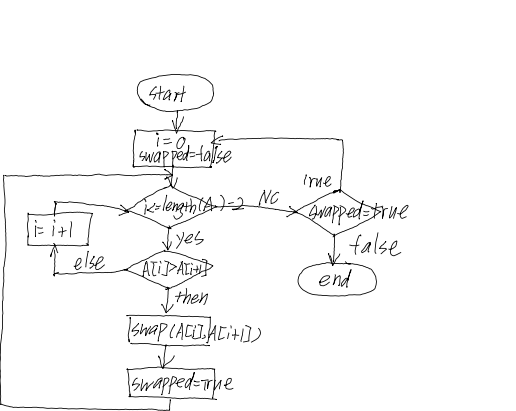 start
i=0
swapped=false
i<=length(A)-2
NO
True
swapped=true
i=i+1
yes
false
else
A[i]>A[i+1]
end
then
swap(A[i],A[i+1])
swapped=True